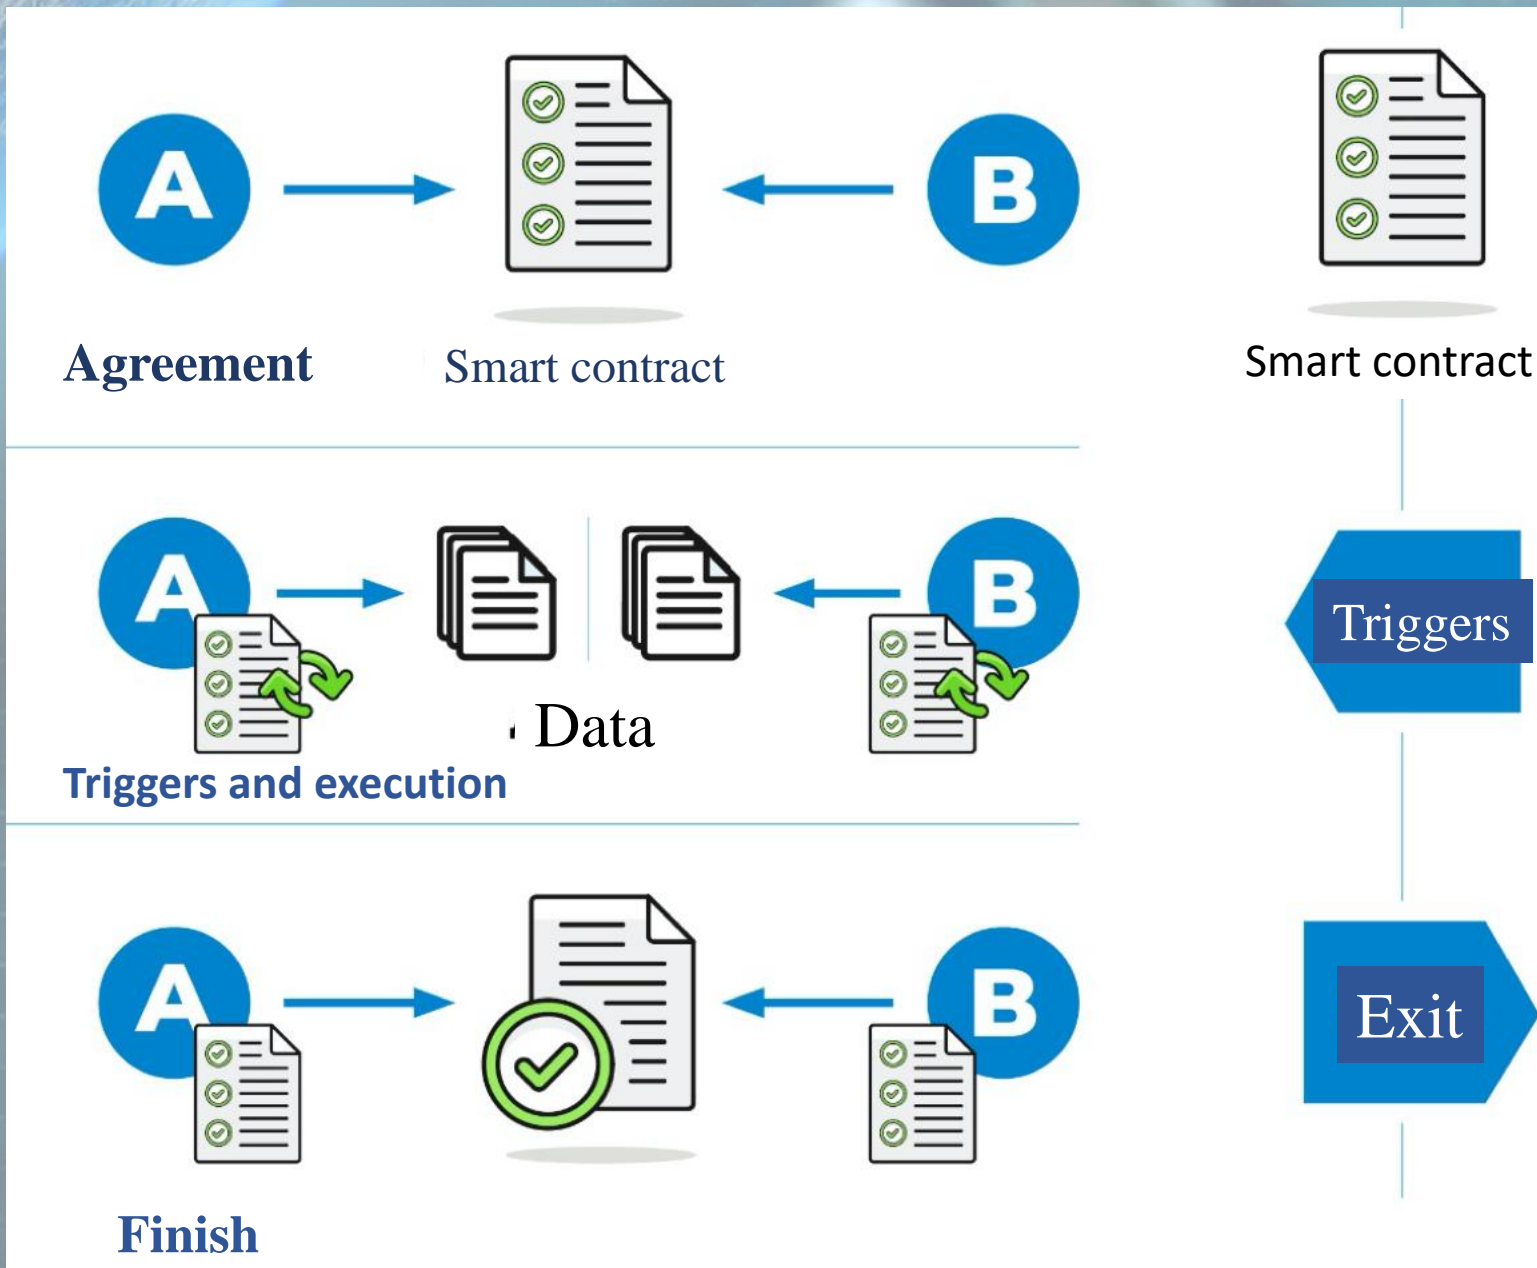 A
B
Agreement
Smart contract
Smart contract
A
B
Triggers
Data
Triggers and execution
A
B
Exit
Finish